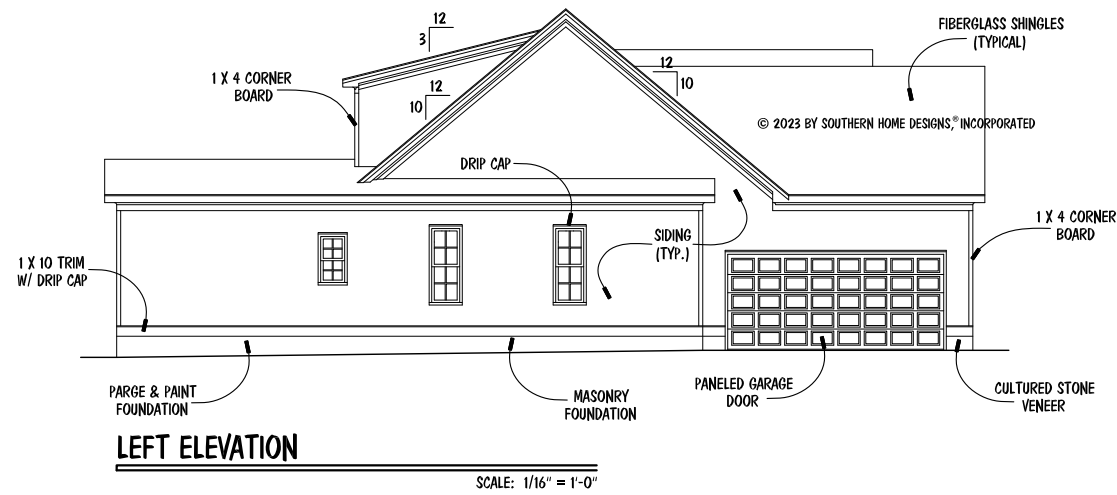 12
3
FIBERGLASS SHINGLES
(TYPICAL)
12
10
1 X 4 CORNER
BOARD
12
10
© 2023 BY SOUTHERN HOME DESIGNS,® INCORPORATED
DRIP CAP
1 X 4 CORNER
BOARD
SIDING
(TYP.)
1 X 10 TRIM
W/ DRIP CAP
PARGE & PAINT
FOUNDATION
MASONRY
FOUNDATION
PANELED GARAGE
DOOR
CULTURED STONE
VENEER
LEFT ELEVATION
SCALE: 1/16" = 1'-0"